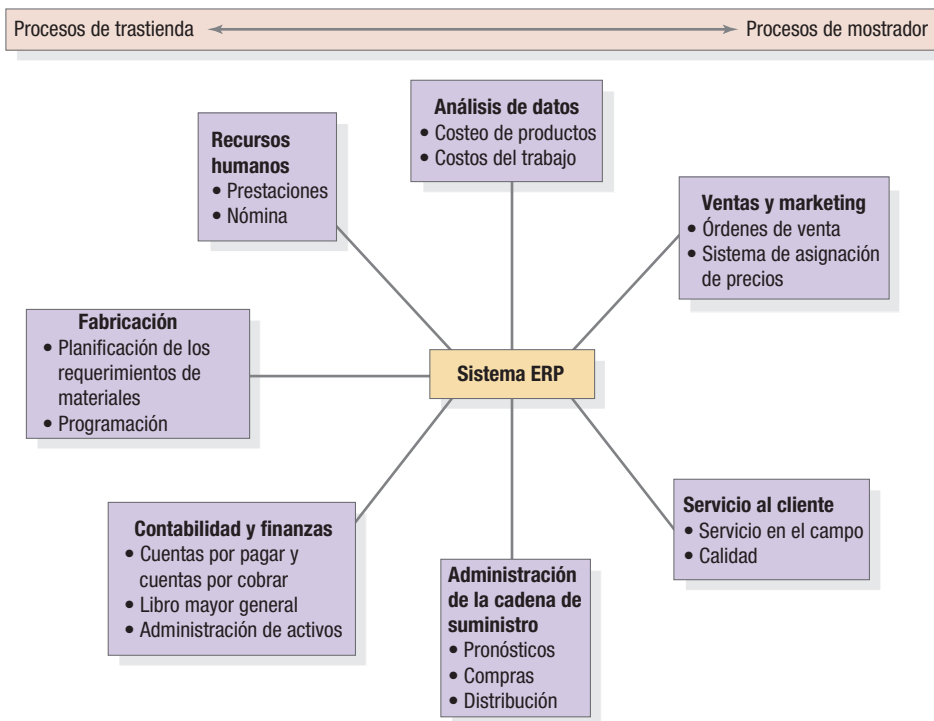 Procesos de trastienda
Procesos de mostrador
Análisis de datos
• Costeo de productos
• Costos del trabajo
Recursos
humanos
• Prestaciones
• Nómina
Ventas y marketing
• Órdenes de venta
• Sistema de asignación
de precios
Fabricación
• Planificación de los
requerimientos de
materiales
• Programación
Sistema ERP
Contabilidad y finanzas
• Cuentas por pagar y
cuentas por cobrar
• Libro mayor general
• Administración de activos
Administración
de la cadena de
suministro
• Pronósticos
• Compras
• Distribución
Servicio al cliente
• Servicio en el campo
• Calidad